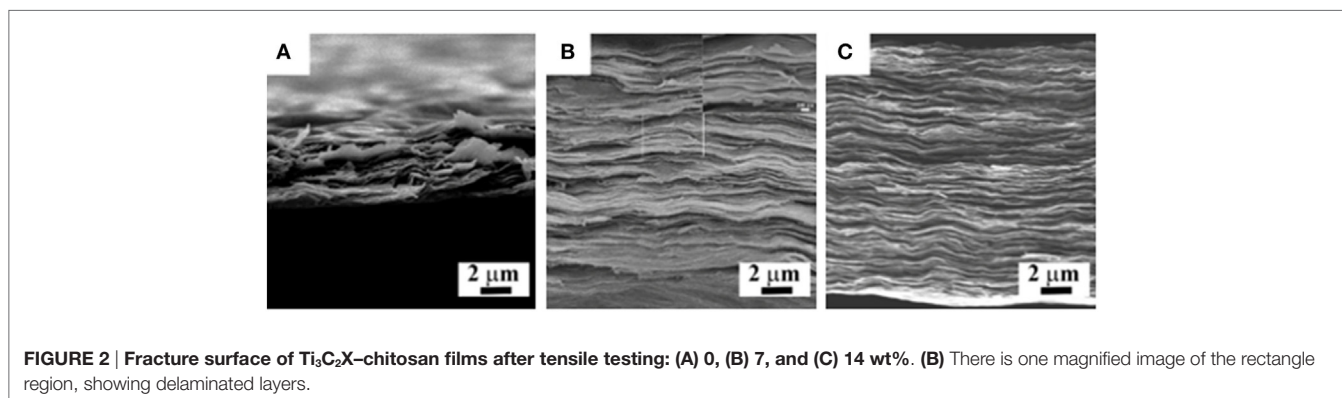 A
B
C
2 μm
2 μm
2 μm
FIGURE 2 | Fracture surface of Ti₃C₂X–chitosan films after tensile testing: (A) 0, (B) 7, and (C) 14 wt%. (B) There is one magnified image of the rectangle
region, showing delaminated layers.